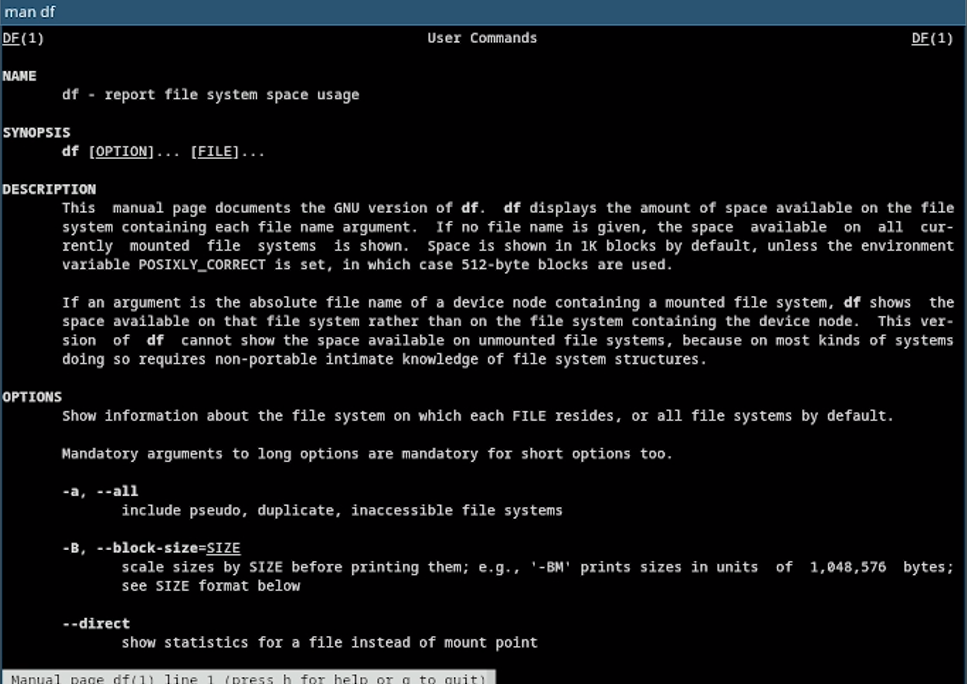 man df
DF(1) User Commands DF(1)
NAME
df - report file system space usage
SYNOPSIS
df [OPTION]... [FILE]...
DESCRIPTION
This manual page documents the GNU version of df. df displays the amount of space available on the file
system containing each file name argument. If no file name is given, the space available on all cur-
rently mounted file systems is shown. Space is shown in 1K blocks by default, unless the environment
variable POSIXLY_CORRECT is set, in which case 512-byte blocks are used.
If an argument is the absolute file name of a device node containing a mounted file system, df shows the
space available on that file system rather than on the file system containing the device node. This ver-
sion of df cannot show the space available on unmounted file systems, because on most kinds of systems
doing so requires non-portable intimate knowledge of file system structures.
OPTIONS
Show information about the file system on which each FILE resides, or all file systems by default.
Mandatory arguments to long options are mandatory for short options too.
-a, --all
include pseudo, duplicate, inaccessible file systems
-B, --block-size=SIZE
scale sizes by SIZE before printing them; e.g., '-BM' prints sizes in units of 1,048,576 bytes;
see SIZE format below
--direct
show statistics for a file instead of mount point
Manual page df(1) line 1 (press h for help or q to quit)